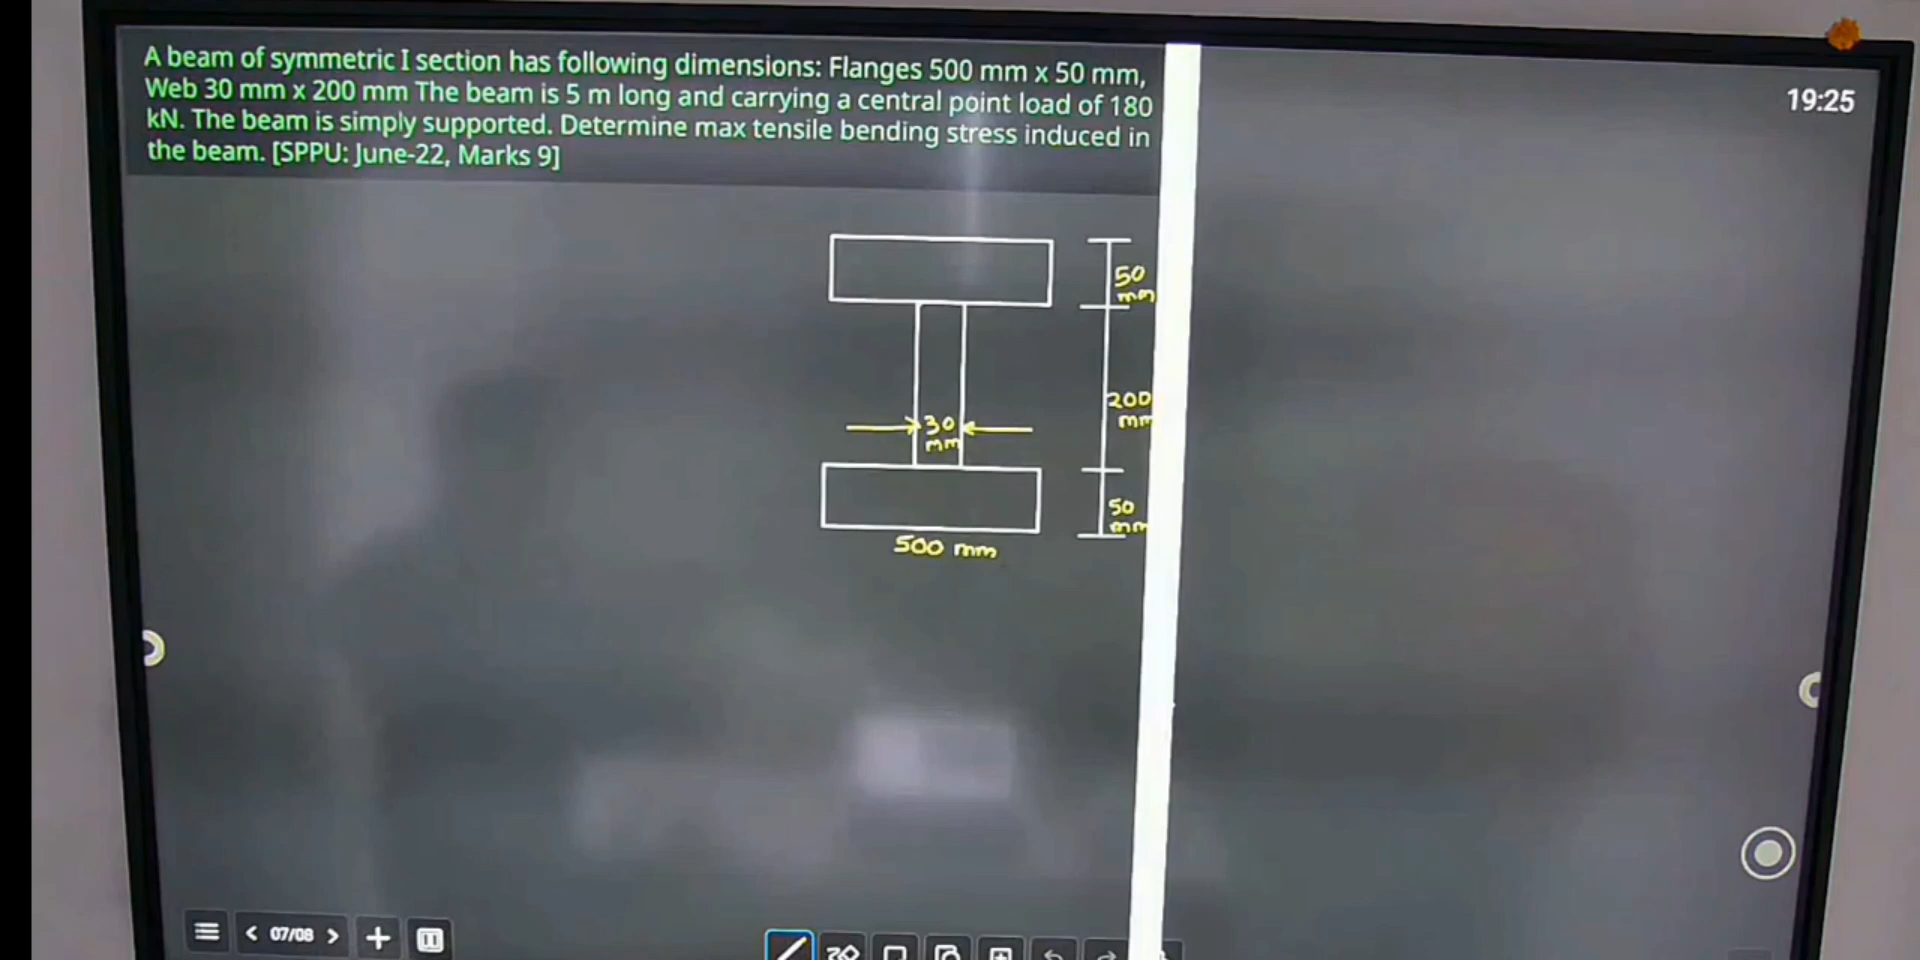 A beam of symmetric I section has following dimensions: Flanges 500 mm x 50 mm,
Web 30 mm x 200 mm The beam is 5 m long and carrying a central point load of 180
kN. The beam is simply supported. Determine max tensile bending stress induced in
the beam. [SPPU: June-22, Marks 9]
19:25
50
mm
200
mm
30
mm
50
mm
500 mm
07/08